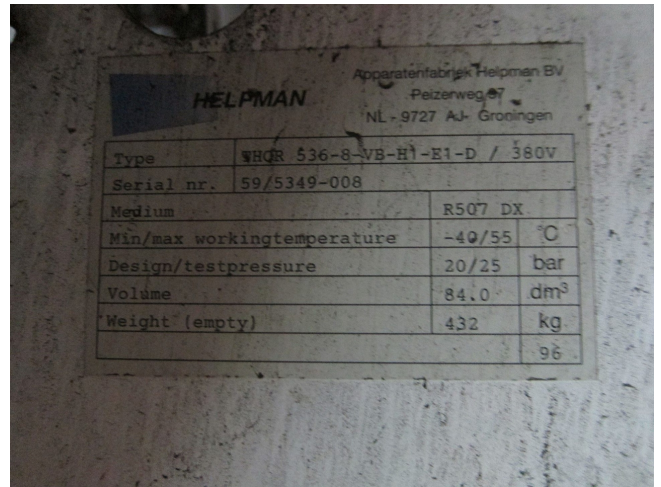 HELPMAN
Apparatenfabriek Helpman BV
Peizerweg 97
NL - 9727 AJ- Groningen
Type THOR 536-8-VB-H1-E1-D / 380V
Serial nr. 59/5349-008
Medium R507 DX
Min/max workingtemperature -40/55 °C
Design/testpressure 20/25 bar
Volume 84.0 dm³
Weight (empty) 432 kg
96